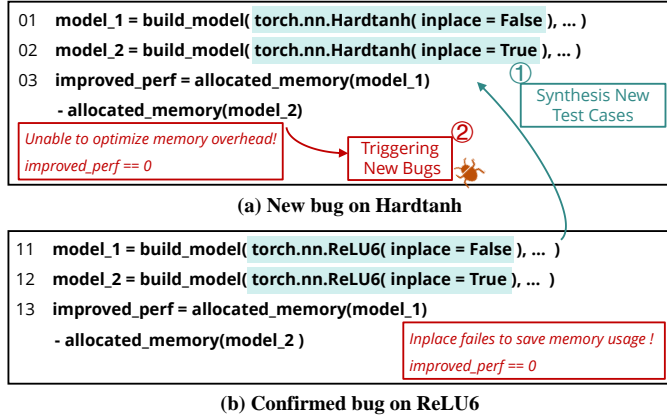 01 model_1 = build_model( torch.nn.Hardtanh( inplace = False ), ... )
02 model_2 = build_model( torch.nn.Hardtanh( inplace = True ), ... )
03 improved_perf = allocated_memory(model_1)
- allocated_memory(model_2)
①
Synthesis New
Test Cases
Unable to optimize memory overhead!
improved_perf == 0
②
Triggering
New Bugs
(a) New bug on Hardtanh
11 model_1 = build_model( torch.nn.ReLU6( inplace = False ), ... )
12 model_2 = build_model( torch.nn.ReLU6( inplace = True ), ... )
13 improved_perf = allocated_memory(model_1)
- allocated_memory(model_2 )
Inplace failes to save memory usage !
improved_perf == 0
(b) Confirmed bug on ReLU6